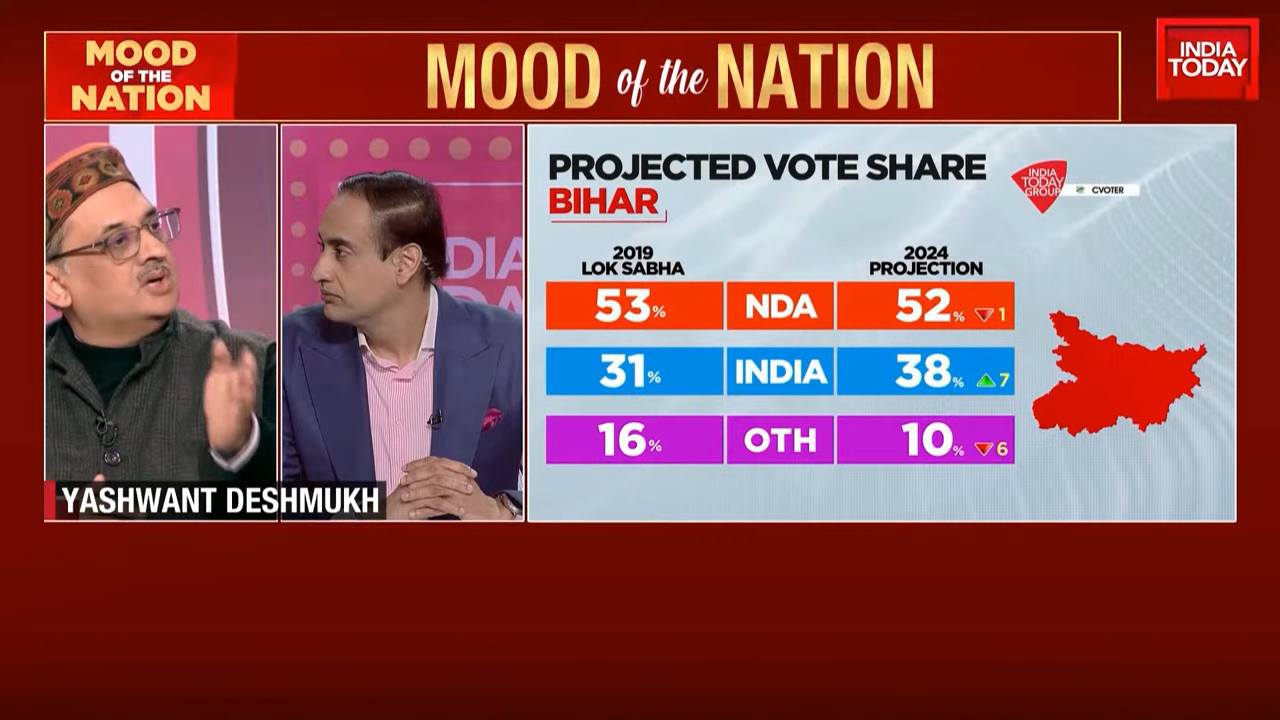 MOOD
OF THE
NATION
MOOD of the NATION
INDIA
TODAY
PROJECTED VOTE SHARE
BIHAR
INDIA
TODAY
GROUP
CVOTER
2019
LOK SABHA
2024
PROJECTION
53% NDA 52% 1
31% INDIA 38% 7
16% OTH 10% 6
DIA
YASHWANT DESHMUKH